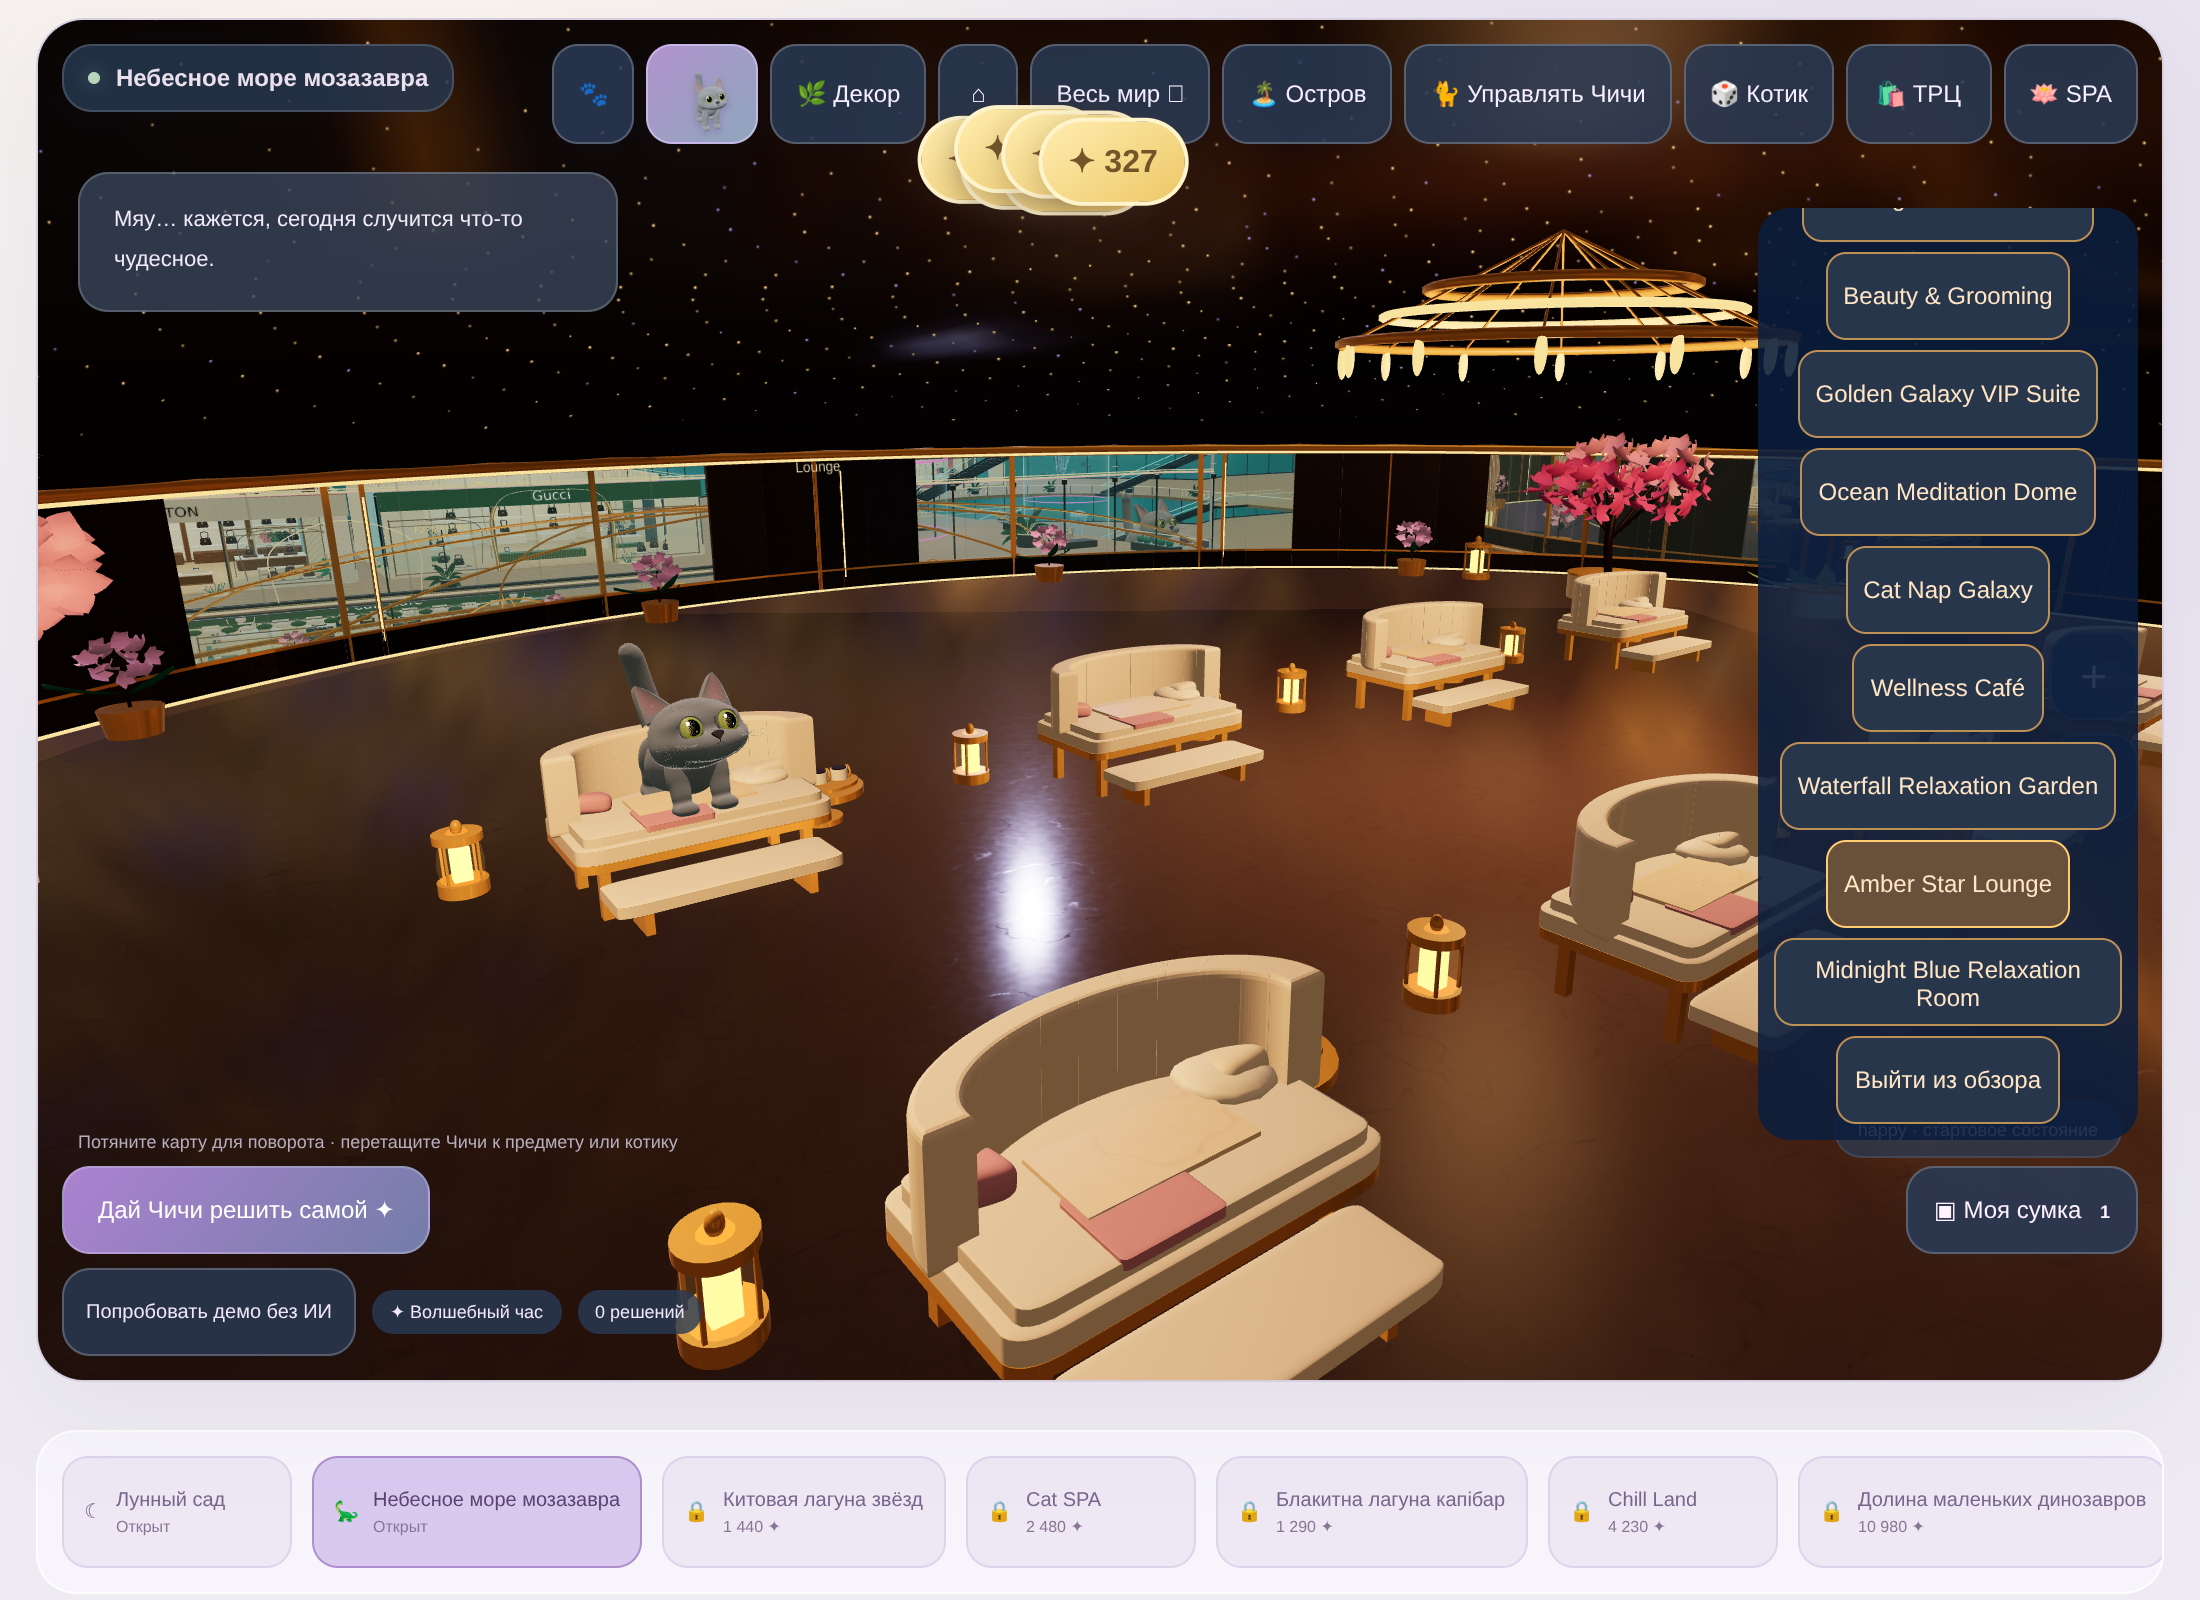 Небесное море мозазавра
🌿 Декор
Весь мир
🏝️ Остров
🐈 Управлять Чичи
🎲 Котик
🛍️ ТРЦ
🪷 SPA
✦ 327
Мяу… кажется, сегодня случится что-то
чудесное.
Beauty & Grooming
Golden Galaxy VIP Suite
Ocean Meditation Dome
Cat Nap Galaxy
Wellness Café
Waterfall Relaxation Garden
Amber Star Lounge
Midnight Blue Relaxation
Room
Выйти из обзора
happy · стартовое состояние
Lounge
Gucci
TON
Потяните карту для поворота · перетащите Чичи к предмету или котику
Дай Чичи решить самой ✦
▣ Моя сумка 1
Попробовать демо без ИИ
✦ Волшебный час
0 решений
☾ Лунный сад
Открыт
🦕 Небесное море мозазавра
Открыт
🔒 Китовая лагуна звёзд
1 440 ✦
🔒 Cat SPA
2 480 ✦
🔒 Блакитна лагуна капібар
1 290 ✦
🔒 Chill Land
4 230 ✦
🔒 Долина маленьких динозавров
10 980 ✦